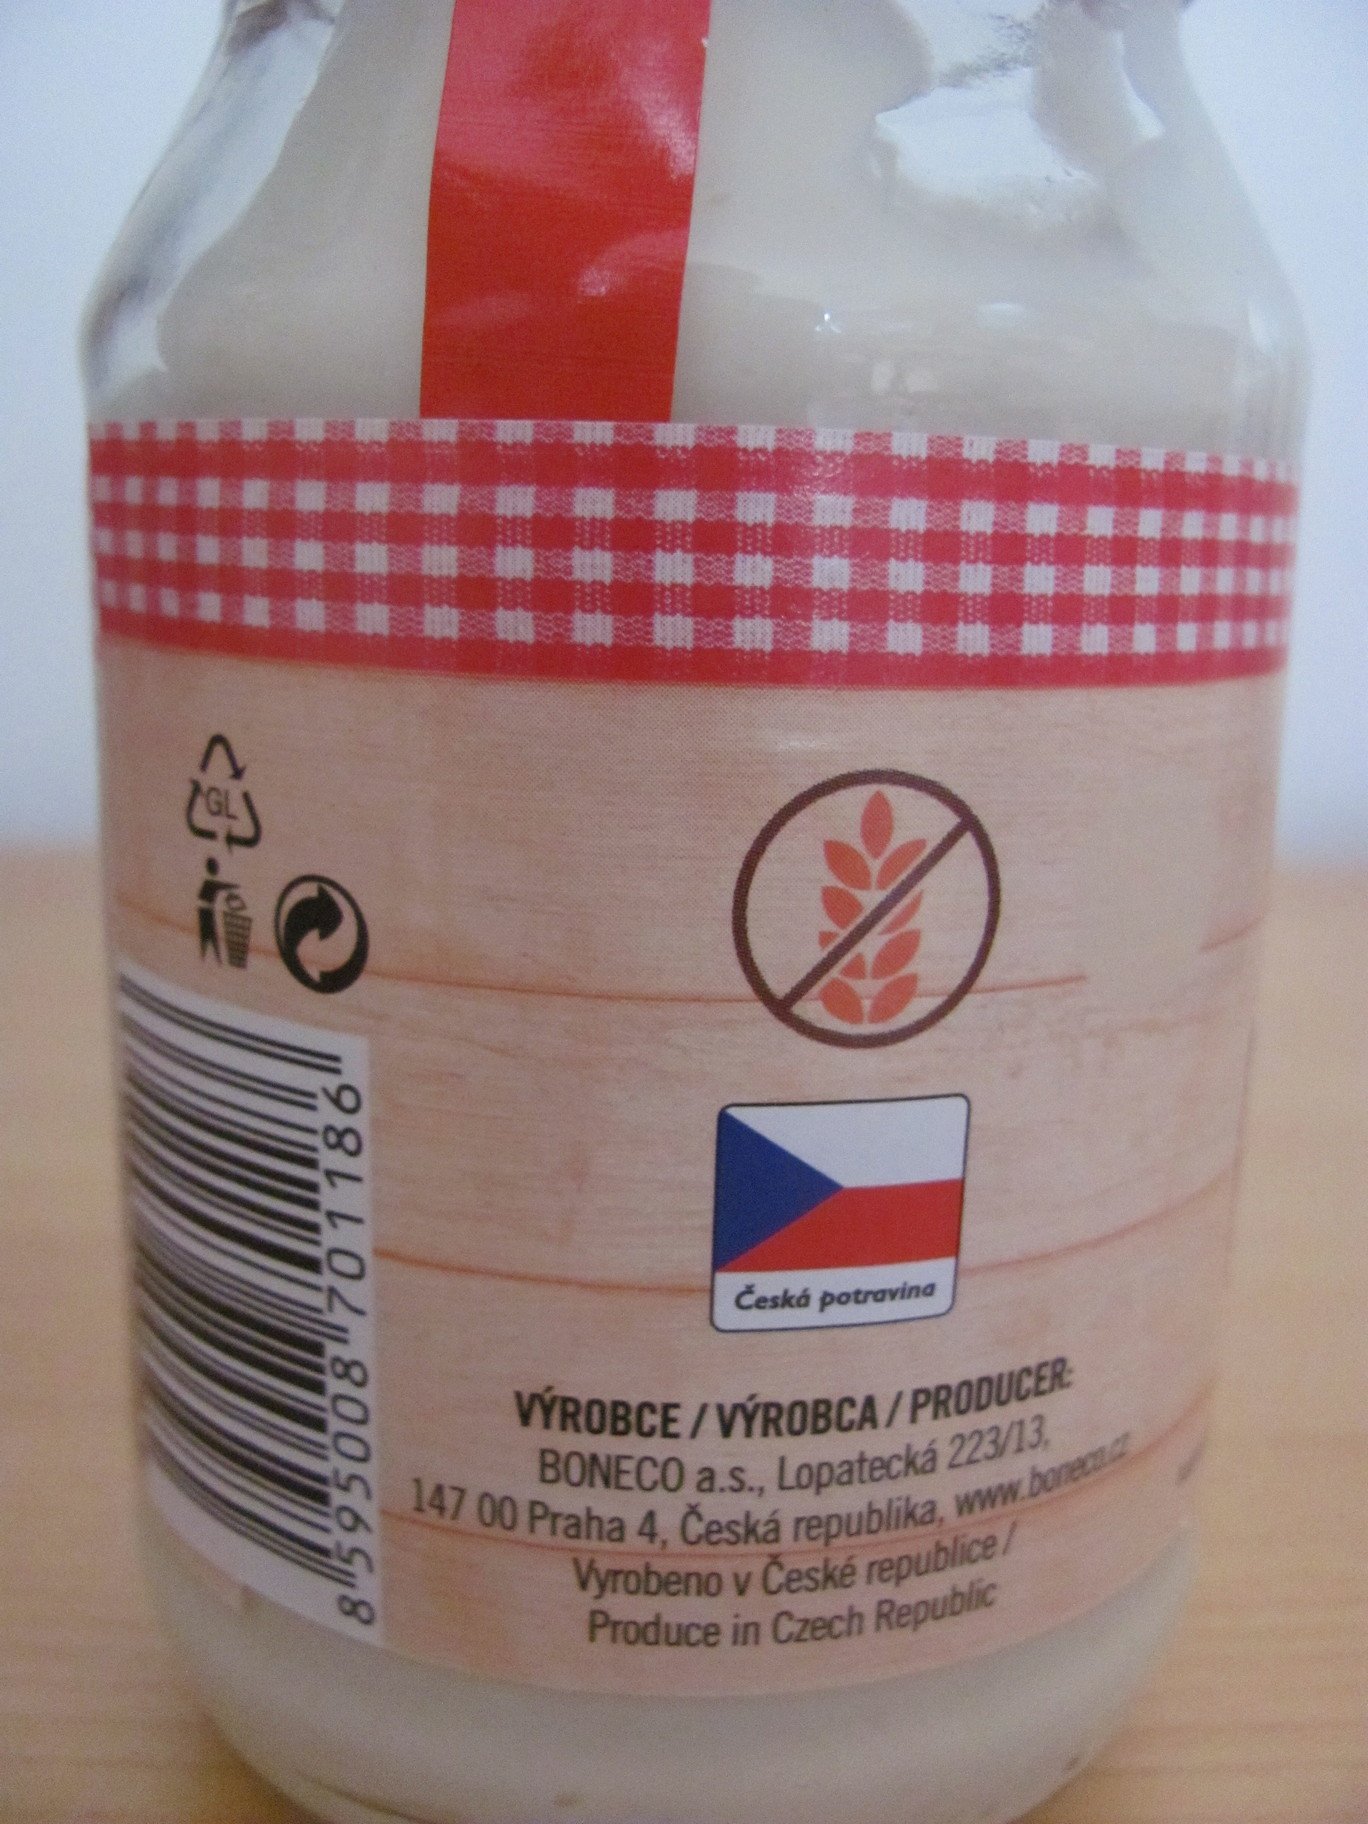 GL
8 595008 701186
Česká potravina
VÝROBCE / VÝROBCA / PRODUCER:
BONECO a.s., Lopatecká 223/13,
147 00 Praha 4, Česká republika, www.boneco.cz
Vyrobeno v České republice /
Produce in Czech Republic